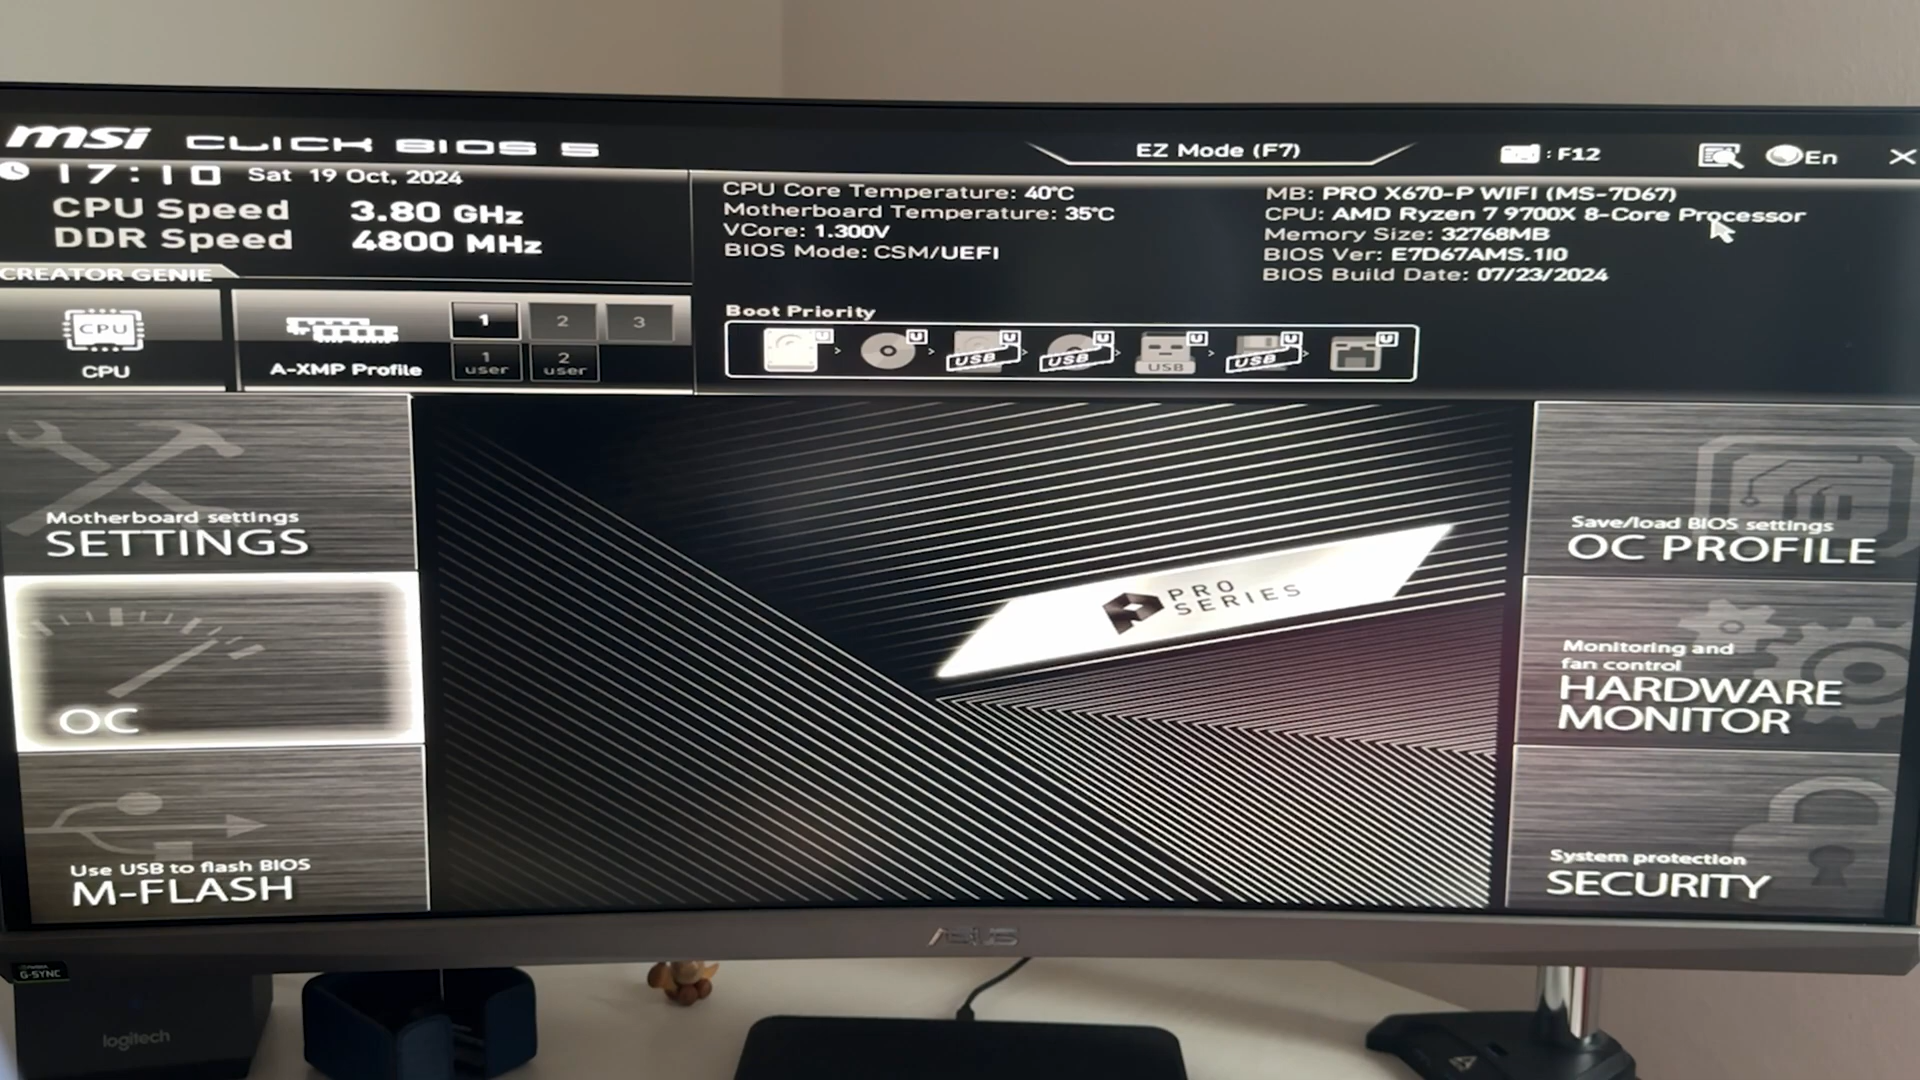 msi CLICK BIOS 5
EZ Mode (F7)
: F12
En
17:10 Sat 19 Oct, 2024
CPU Speed 3.80 GHz
DDR Speed 4800 MHz
CREATOR GENIE
CPU
CPU
A-XMP Profile
1 2 3
1 user
2 user
CPU Core Temperature: 40°C
Motherboard Temperature: 35°C
VCore: 1.300V
BIOS Mode: CSM/UEFI
MB: PRO X670-P WIFI (MS-7D67)
CPU: AMD Ryzen 7 9700X 8-Core Processor
Memory Size: 32768MB
BIOS Ver: E7D67AMS.1I0
BIOS Build Date: 07/23/2024
Boot Priority
U U U U U U U
USB USB USB USB
Motherboard settings
SETTINGS
OC
Use USB to flash BIOS
M-FLASH
PRO
SERIES
Save/load BIOS settings
OC PROFILE
Monitoring and
fan control
HARDWARE
MONITOR
System protection
SECURITY
ASUS
NVIDIA
G-SYNC
logitech